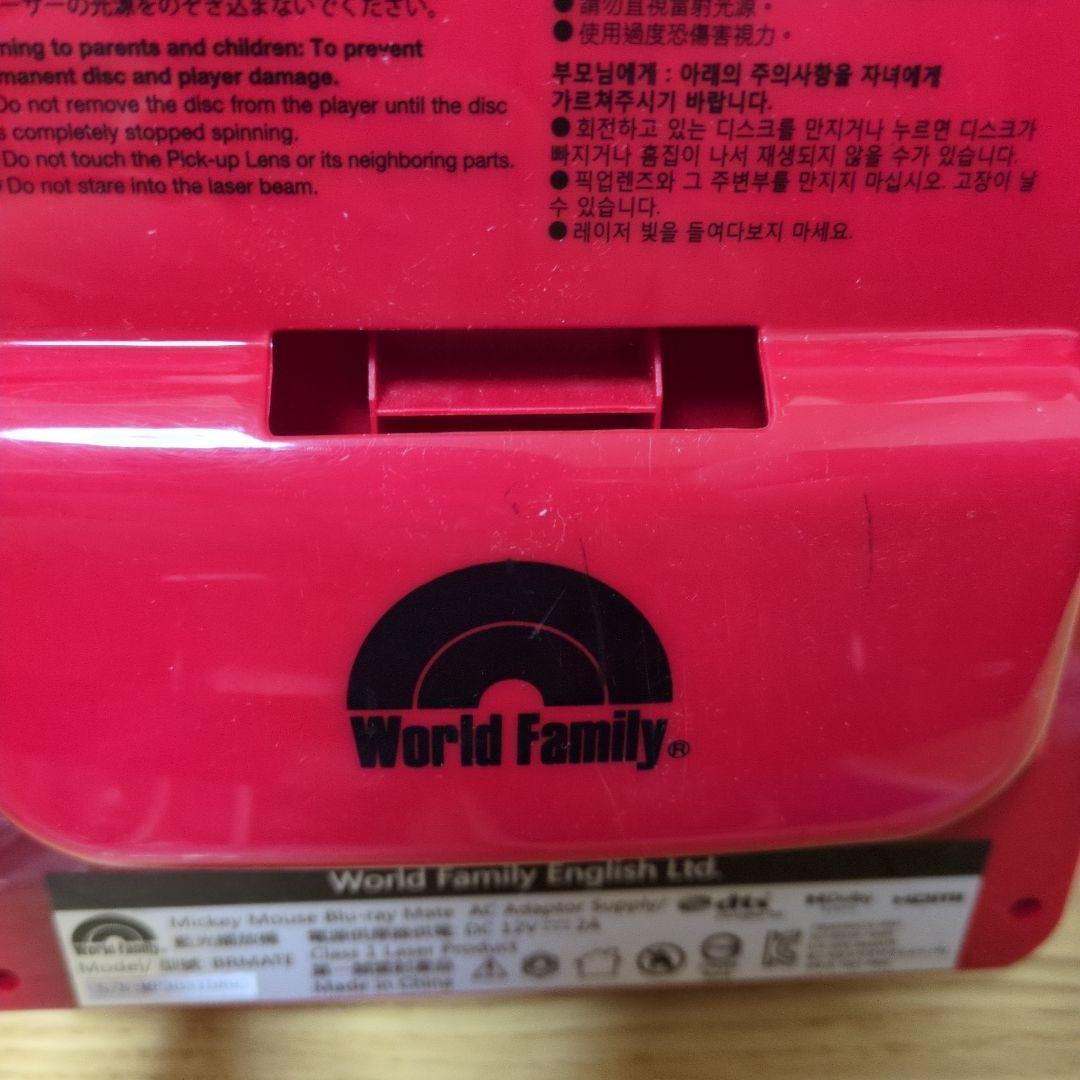 ーザーの光源をのぞき込まないでください。
ning to parents and children: To prevent
manent disc and player damage.
Do not remove the disc from the player until the disc
s completely stopped spinning.
Do not touch the Pick-up Lens or its neighboring parts.
Do not stare into the laser beam.
●請勿直視雷射光源。
●使用過度恐傷害視力。
부모님에게 : 아래의 주의사항을 자녀에게
가르쳐주시기 바랍니다.
●회전하고 있는 디스크를 만지거나 누르면 디스크가
빠지거나 흠집이 나서 재생되지 않을 수가 있습니다.
●픽업렌즈와 그 주변부를 만지지 마십시오. 고장이 날
수 있습니다.
●레이저 빛을 들여다보지 마세요.
World Family®
World Family English Ltd.
World Family
Mickey Mouse Blu-ray Mate
Model/ 型號 BRMATE
AC Adaptor Supply/
DC 12V 2A
Class 1 Laser Product
Made in China
dts
HDMI